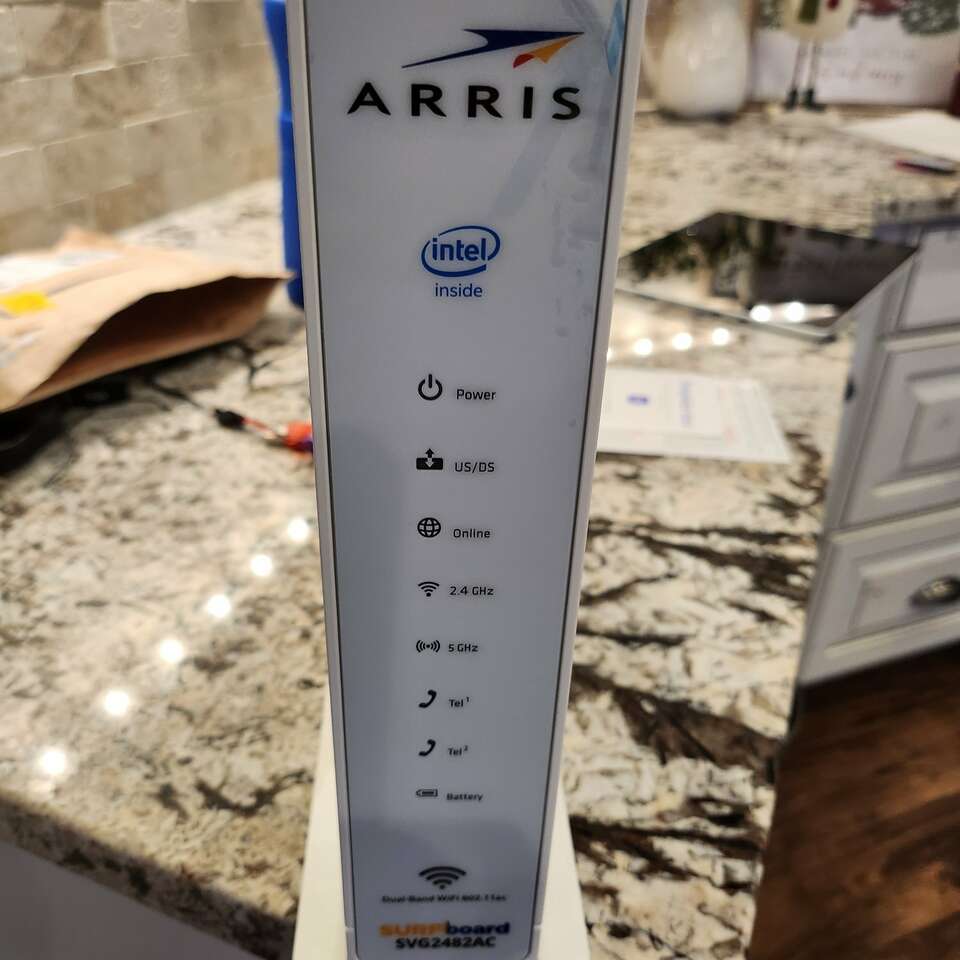 ARRIS
intel
inside
Power
US/DS
Online
2.4 GHz
5 GHz
Tel¹
Tel²
Battery
Dual-Band WiFi 802.11ac
SURFboard
SVG2482AC